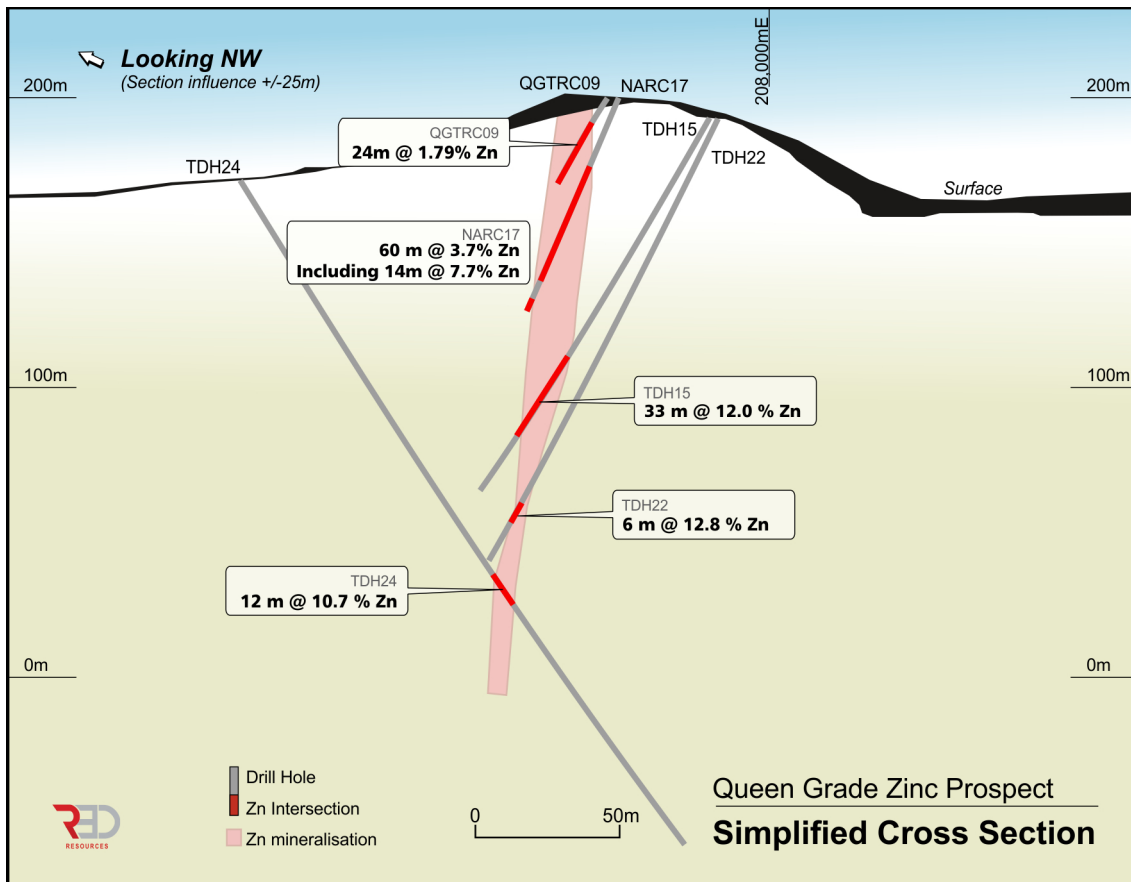 Looking NW
(Section influence +/-25m)
208,000mE
200m
200m
QGTRC09
NARC17
TDH15
TDH22
TDH24
QGTRC09
24m @ 1.79% Zn
Surface
NARC17
60 m @ 3.7% Zn
Including 14m @ 7.7% Zn
100m
100m
TDH15
33 m @ 12.0 % Zn
TDH22
6 m @ 12.8 % Zn
TDH24
12 m @ 10.7 % Zn
0m
0m
Drill Hole
Zn Intersection
Zn mineralisation
0
50m
Queen Grade Zinc Prospect
Simplified Cross Section
RED
RESOURCES